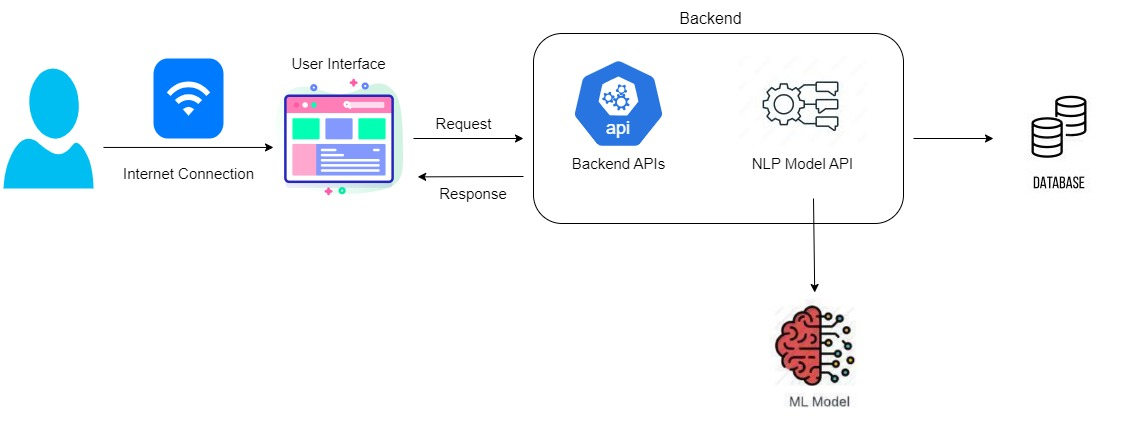 Backend
User Interface
Request
api
Backend APIs
NLP Model API
Internet Connection
Response
DATABASE
ML Model